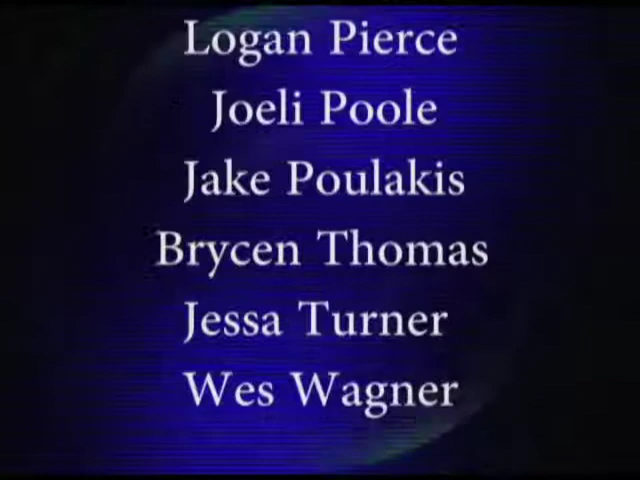 Logan Pierce
Joeli Poole
Jake Poulakis
Brycen Thomas
Jessa Turner
Wes Wagner